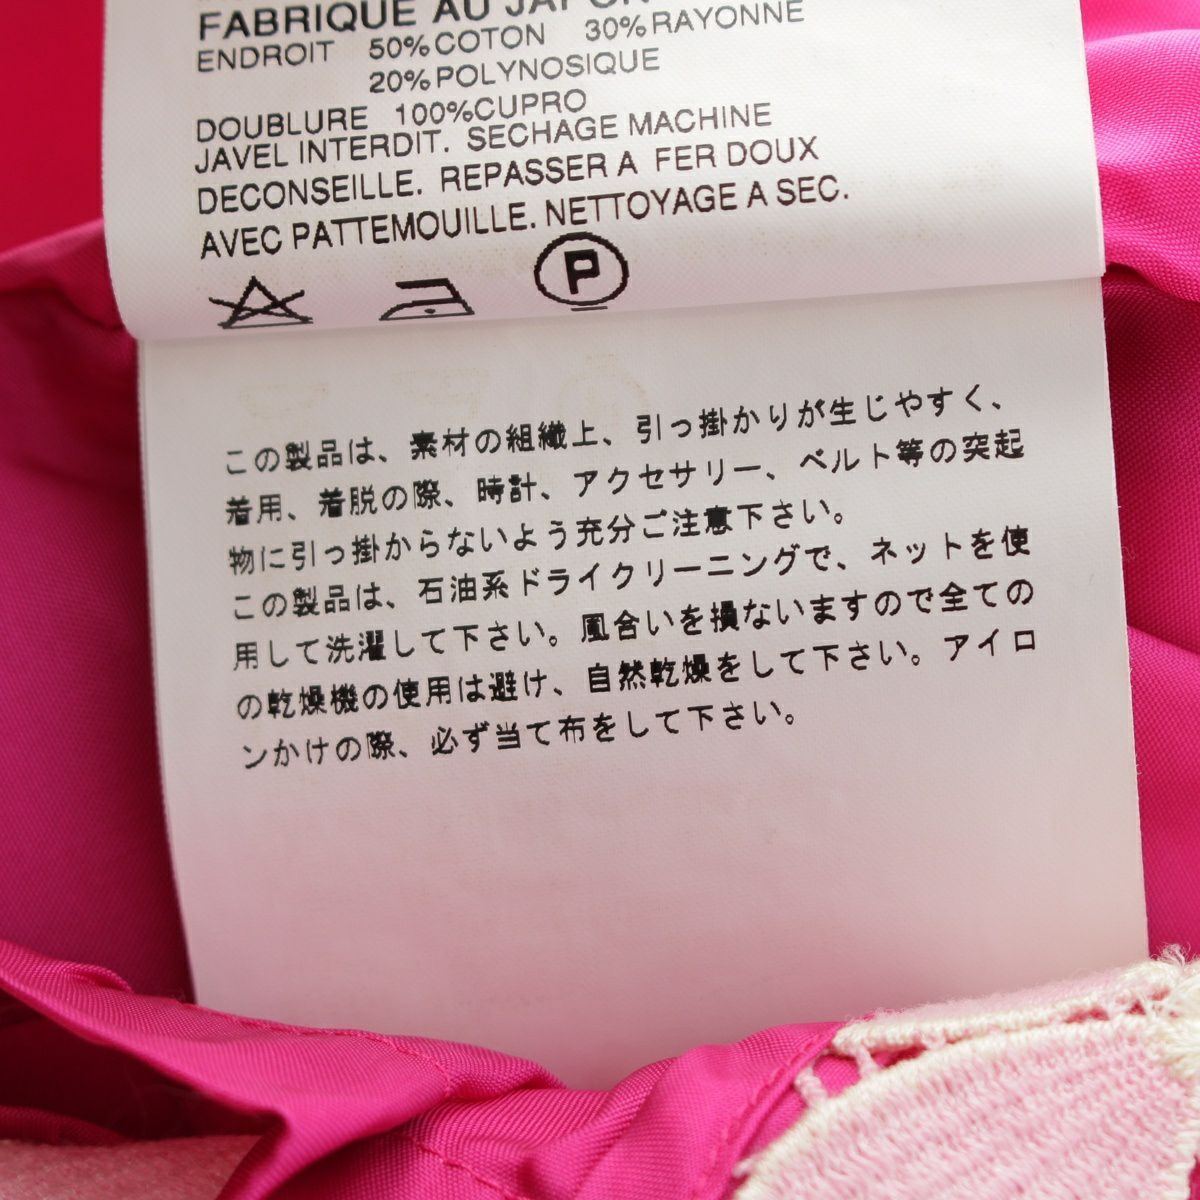 FABRIQUE AU JAPON
ENDROIT 50%COTON 30%RAYONNE
20%POLYNOSIQUE
DOUBLURE 100%CUPRO
JAVEL INTERDIT. SECHAGE MACHINE
DECONSEILLE. REPASSER A FER DOUX
AVEC PATTEMOUILLE. NETTOYAGE A SEC.
P
この製品は、素材の組織上、引っ掛かりが生じやすく、
着用、着脱の際、時計、アクセサリー、ベルト等の突起
物に引っ掛からないよう充分ご注意下さい。
この製品は、石油系ドライクリーニングで、ネットを使
用して洗濯して下さい。風合いを損ないますので全ての
の乾燥機の使用は避け、自然乾燥をして下さい。アイロ
ンかけの際、必ず当て布をして下さい。